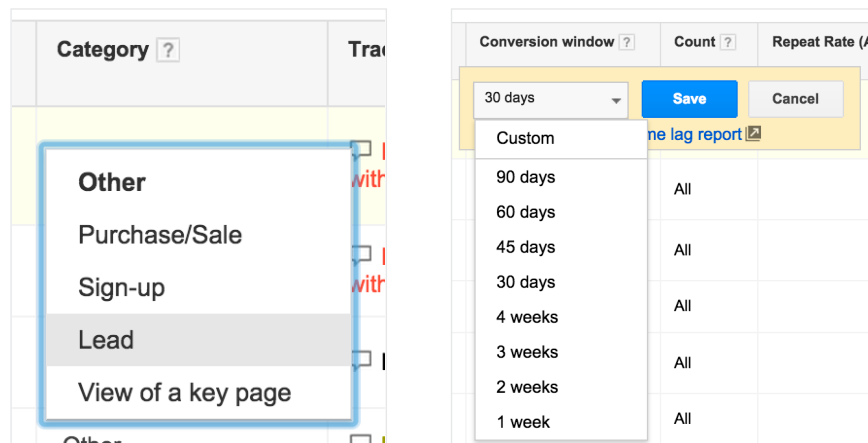 Category ?
Other
Purchase/Sale
Sign-up
Lead
View of a key page
Conversion window ?
Count ?
Repeat Rate
30 days
Save
Cancel
lag report
Custom
90 days
60 days
45 days
30 days
4 weeks
3 weeks
2 weeks
1 week
All
All
All
All
All